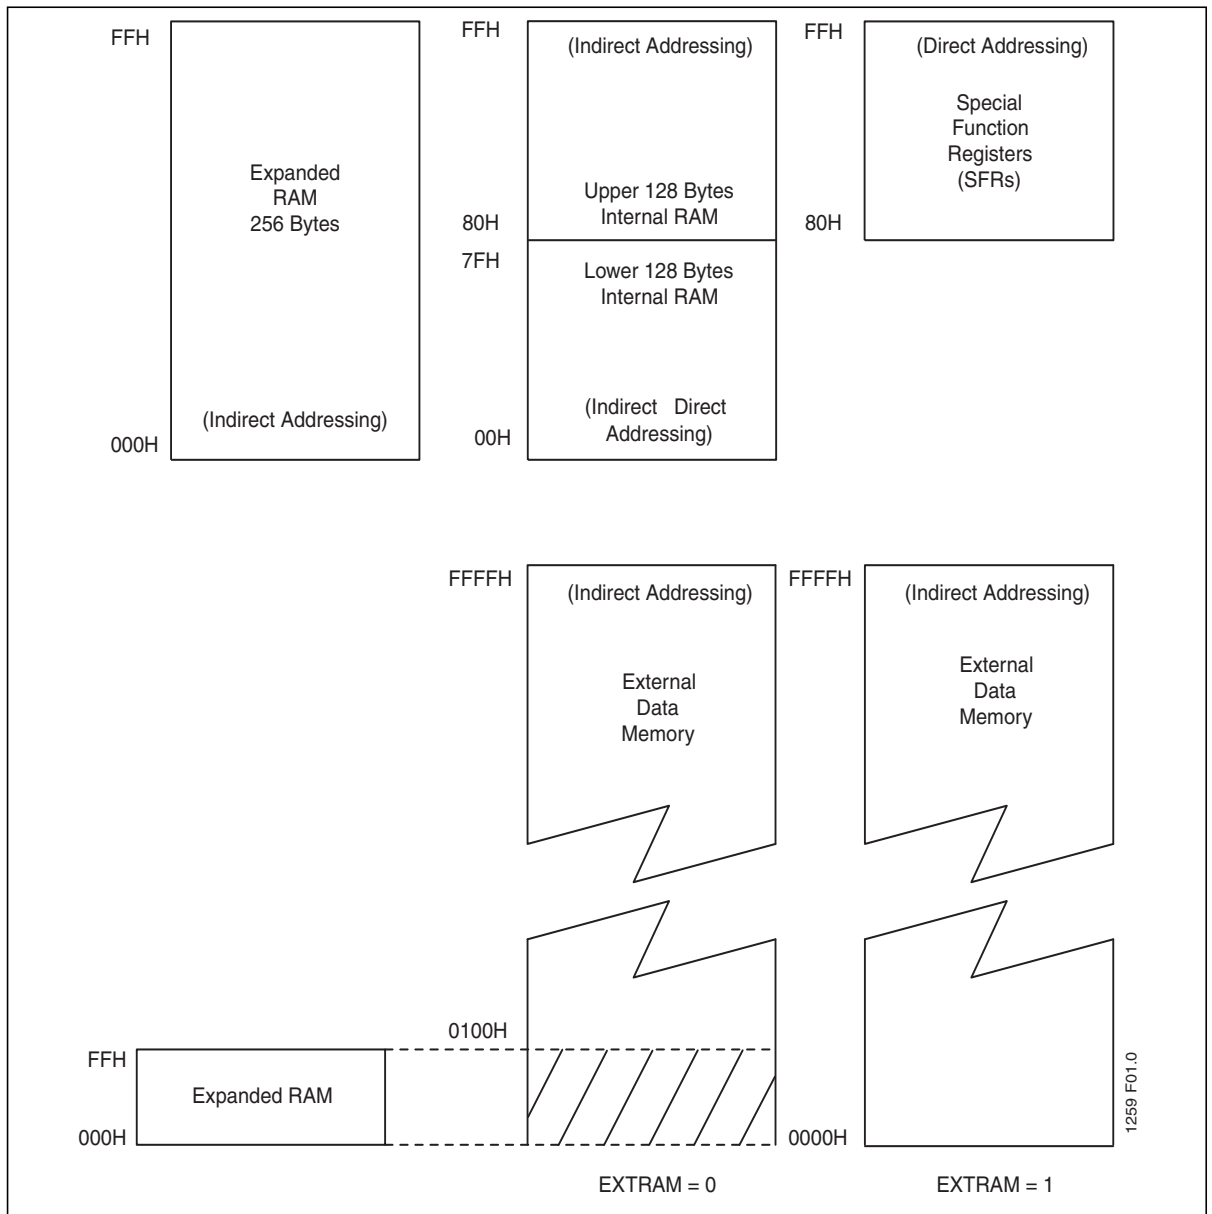 FFH
Expanded
RAM
256 Bytes
(Indirect Addressing)
000H
FFH
(Indirect Addressing)
Upper 128 Bytes
Internal RAM
80H
7FH
Lower 128 Bytes
Internal RAM
(Indirect Direct
Addressing)
00H
FFH
(Direct Addressing)
Special
Function
Registers
(SFRs)
80H
FFFFH
(Indirect Addressing)
External
Data
Memory
FFFFH
(Indirect Addressing)
External
Data
Memory
0100H
FFH
Expanded RAM
000H
0000H
EXTRAM = 0
EXTRAM = 1
1259 F01.0